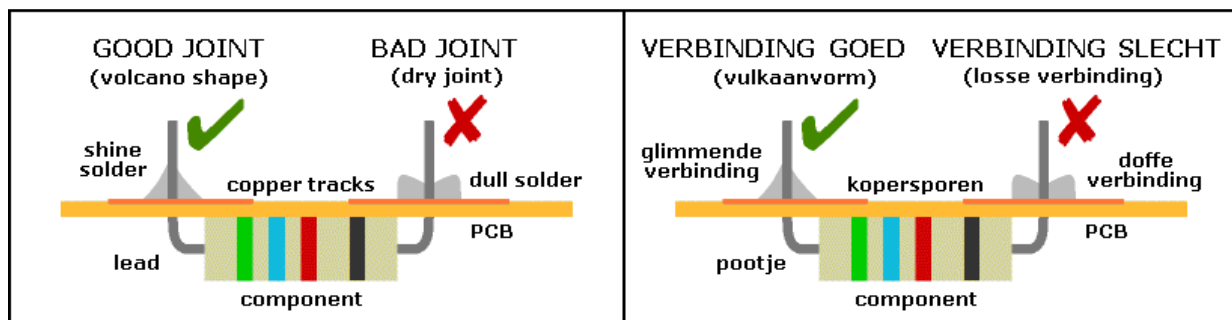 GOOD JOINT
(volcano shape)
BAD JOINT
(dry joint)
shine
solder
copper tracks
dull solder
PCB
lead
component
VERBINDING GOED
(vulkaanvorm)
VERBINDING SLECHT
(losse verbinding)
glimmende
verbinding
kopersporen
doffe
verbinding
PCB
pootje
component